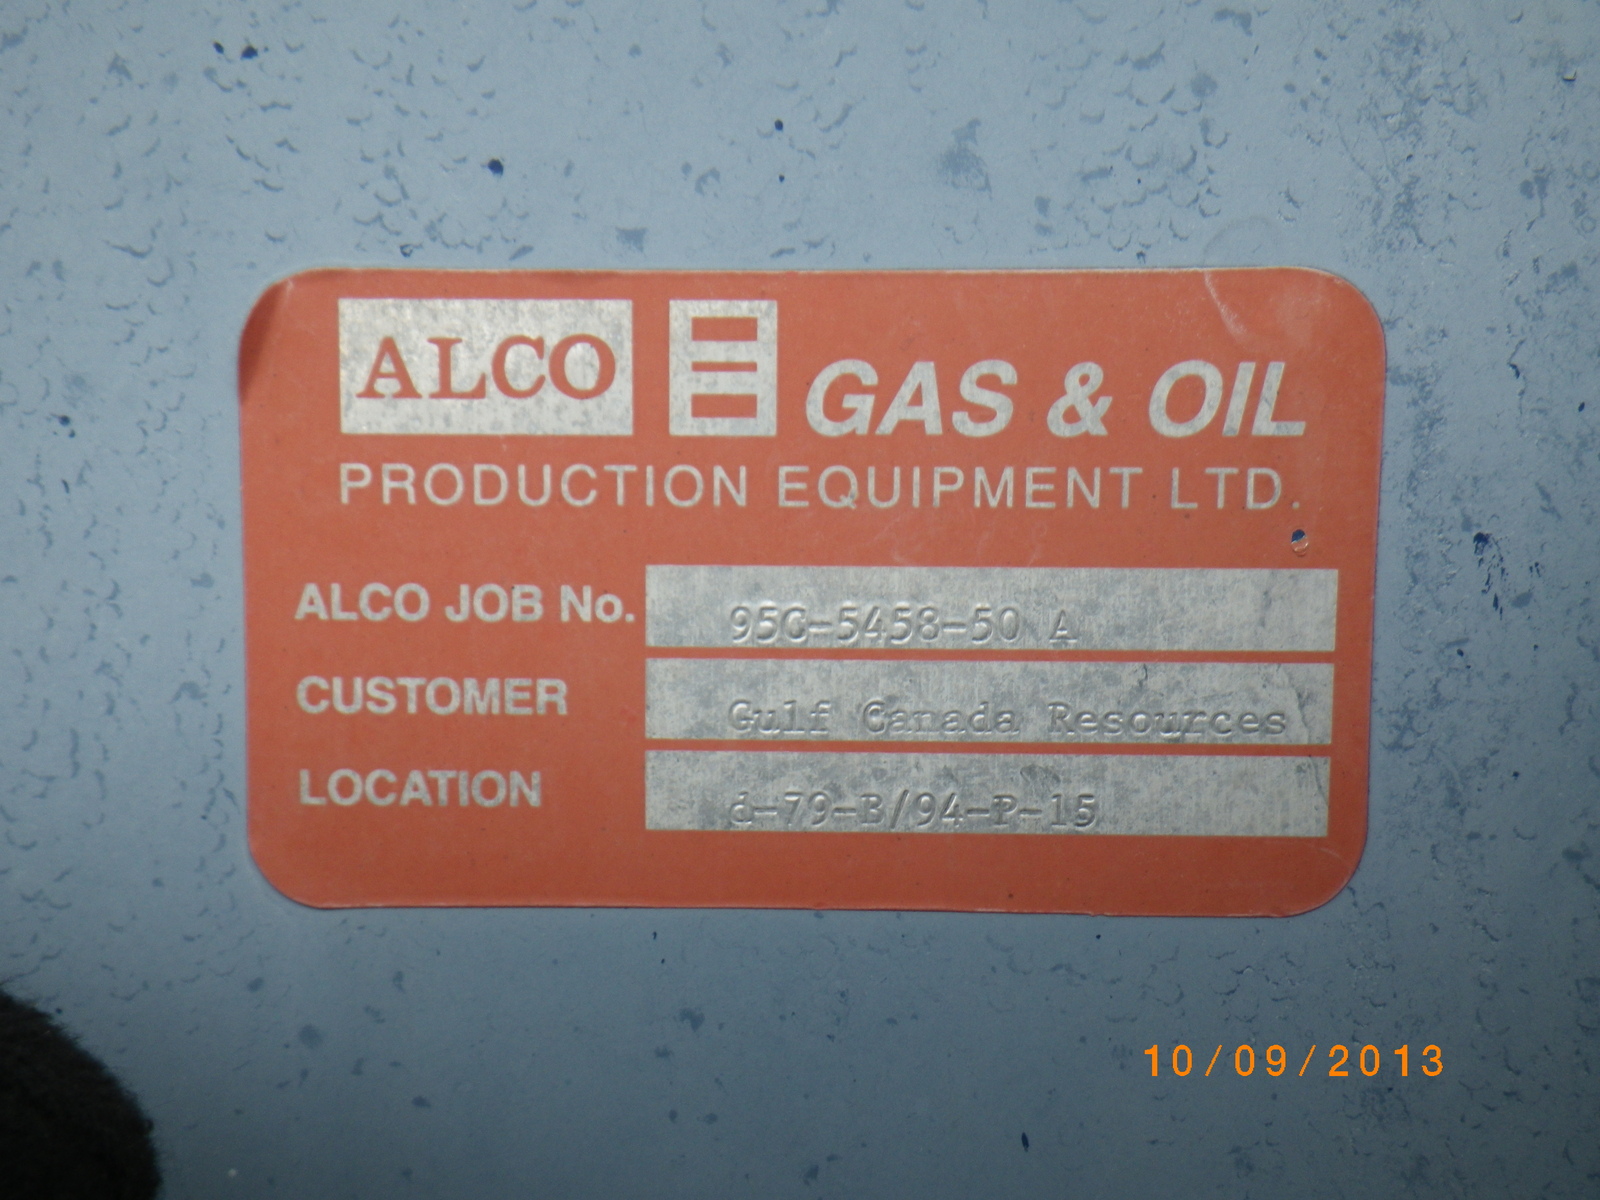 ALCO GAS & OIL
PRODUCTION EQUIPMENT LTD.
ALCO JOB No. 95G-5458-50 A
CUSTOMER Gulf Canada Resources
LOCATION d-79-B/94-P-15
10/09/2013